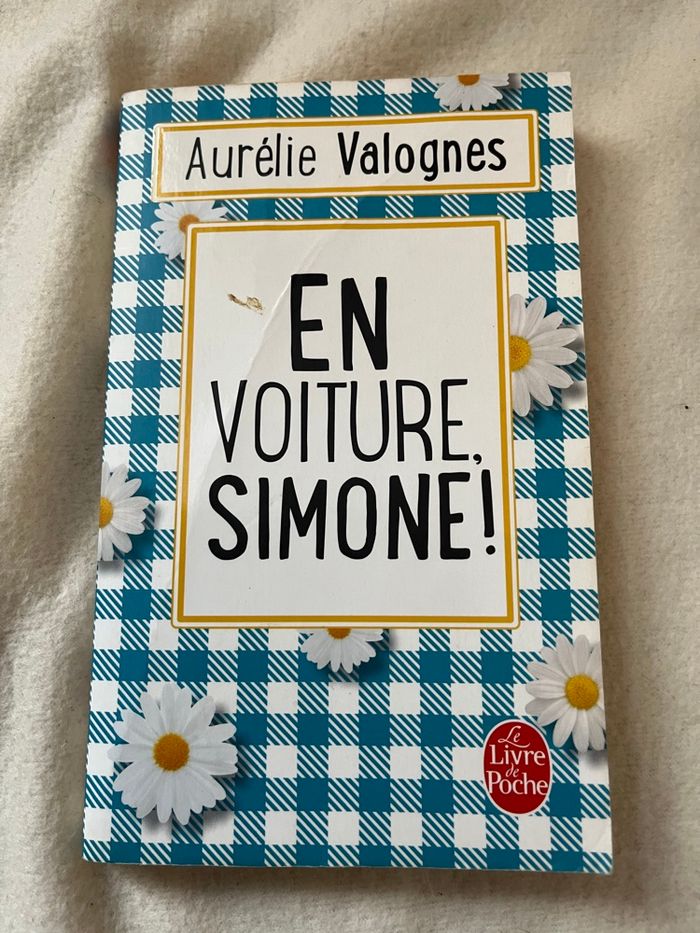 Aurélie Valognes
EN
VOITURE,
SIMONE!
Le
Livre
de
Poche